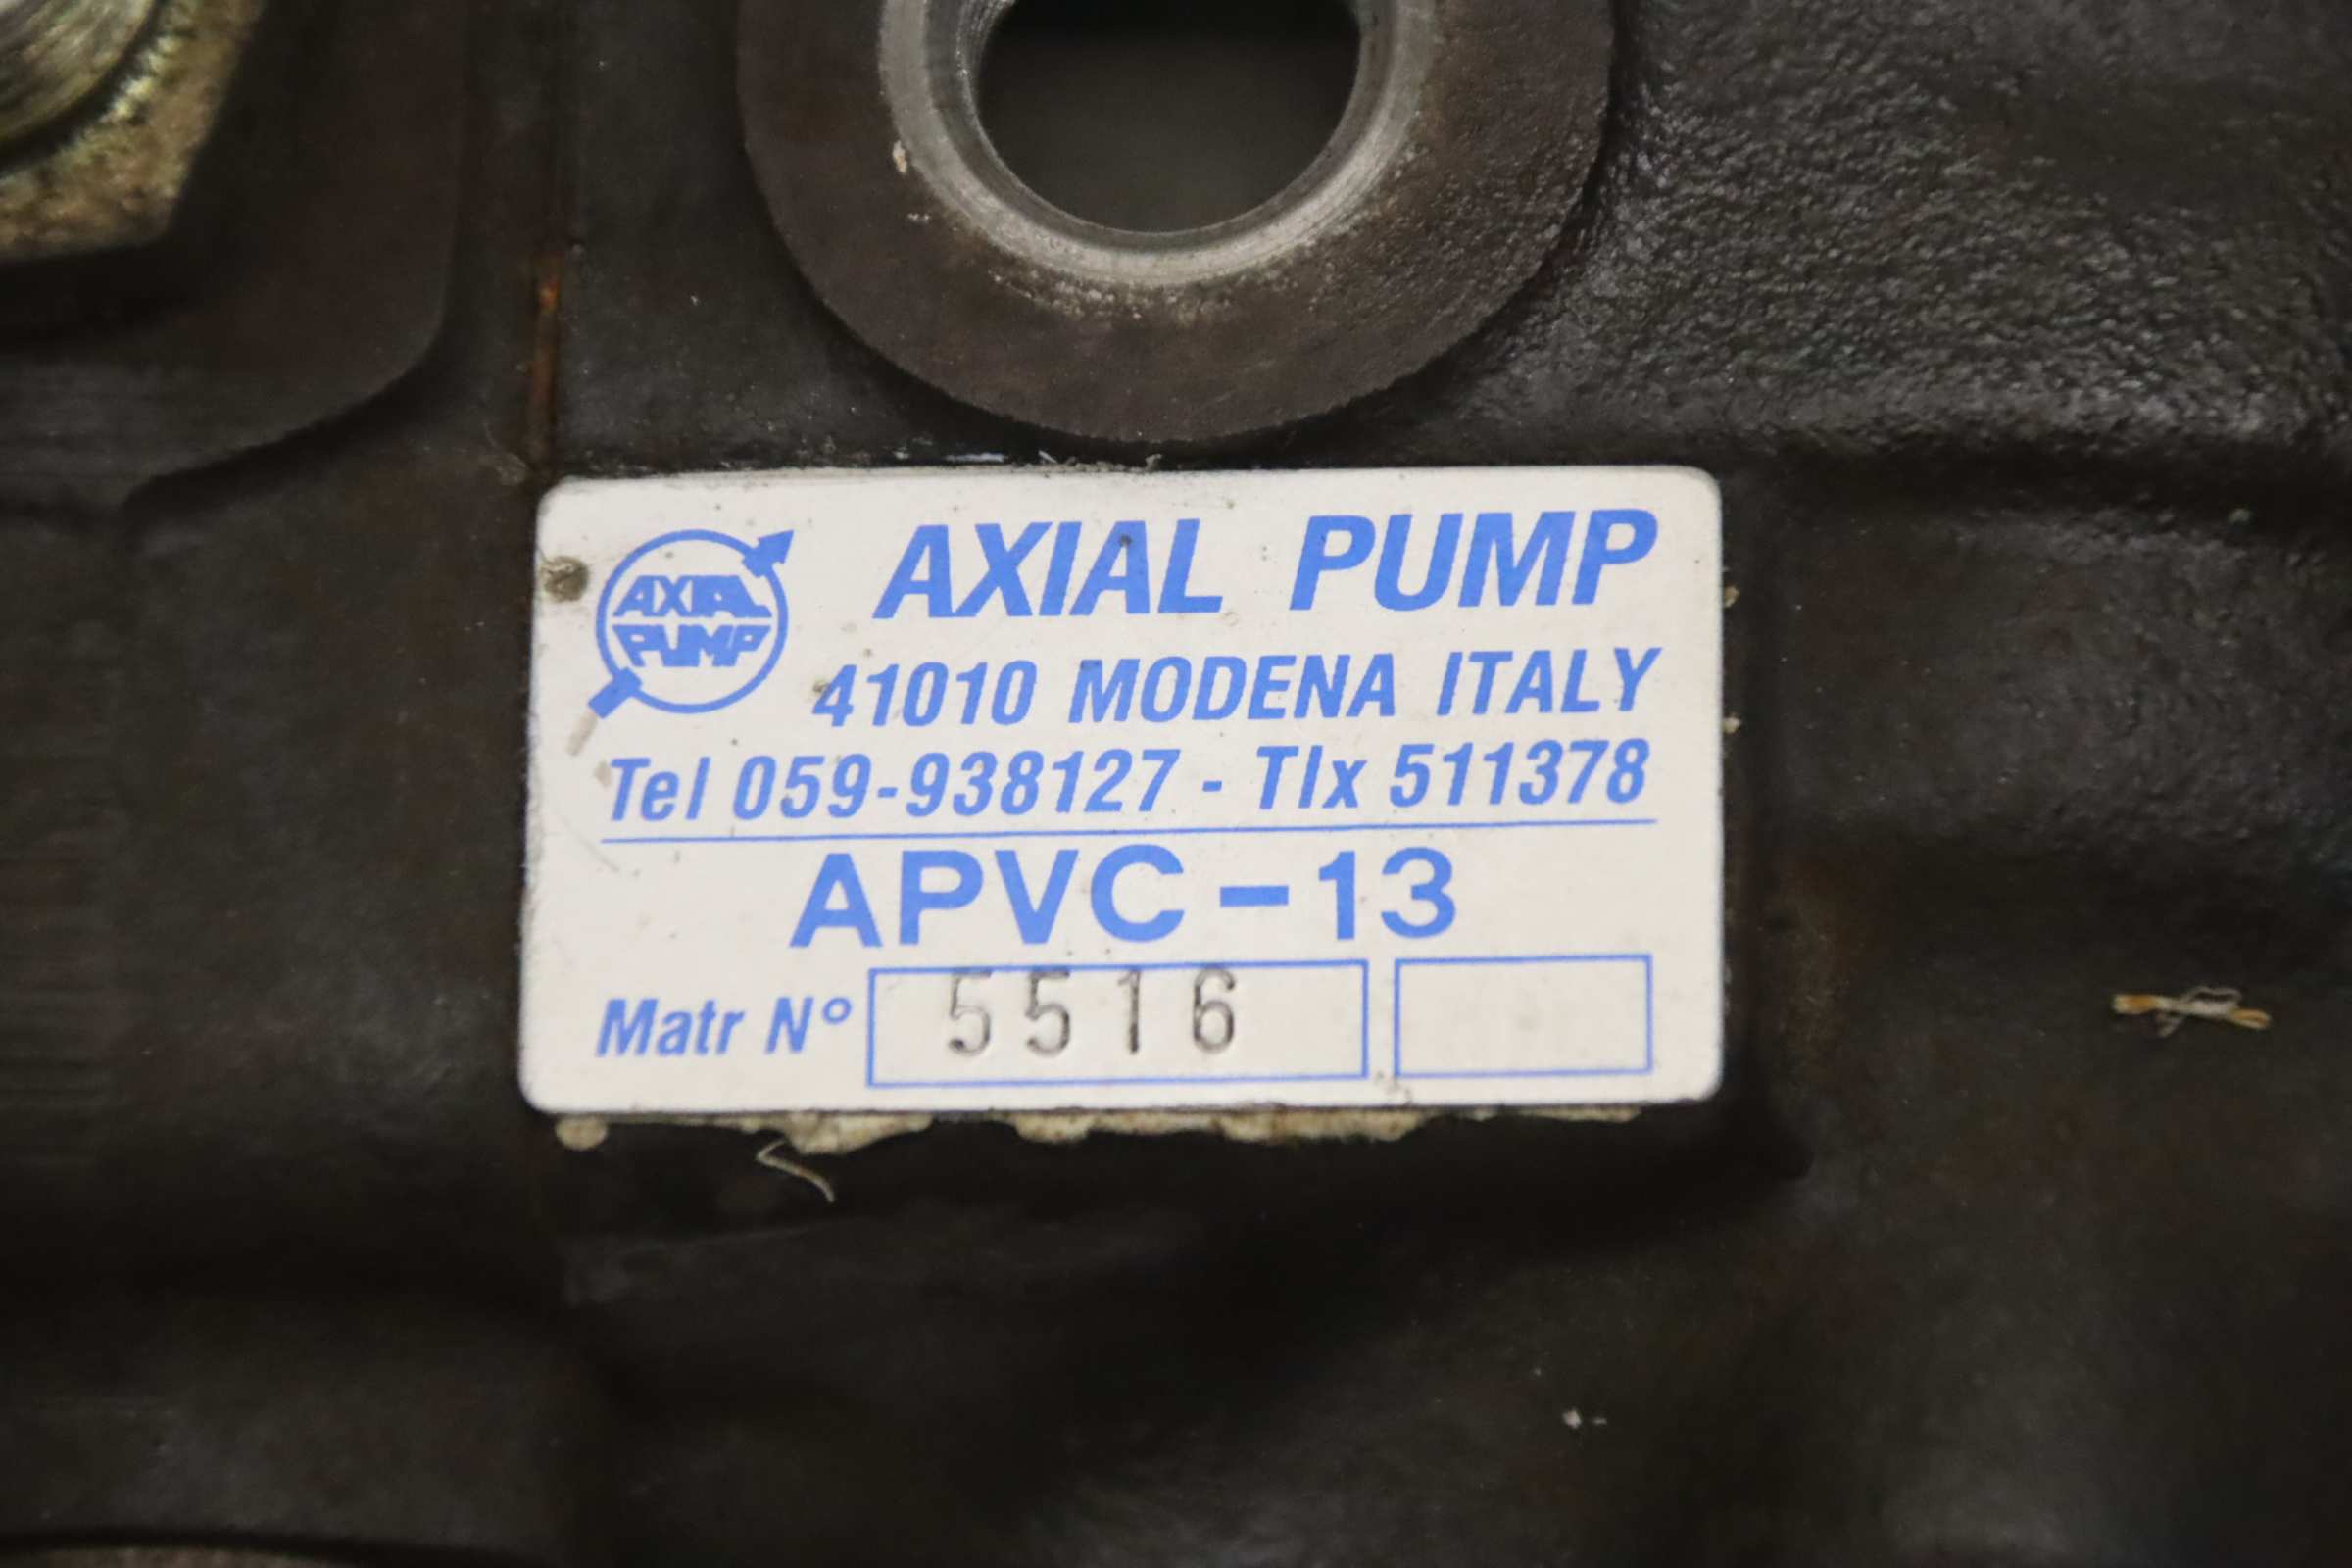 AXIAL PUMP
AXIAL PUMP
41010 MODENA ITALY
Tel 059-938127 - Tlx 511378
APVC-13
Matr N° 5516